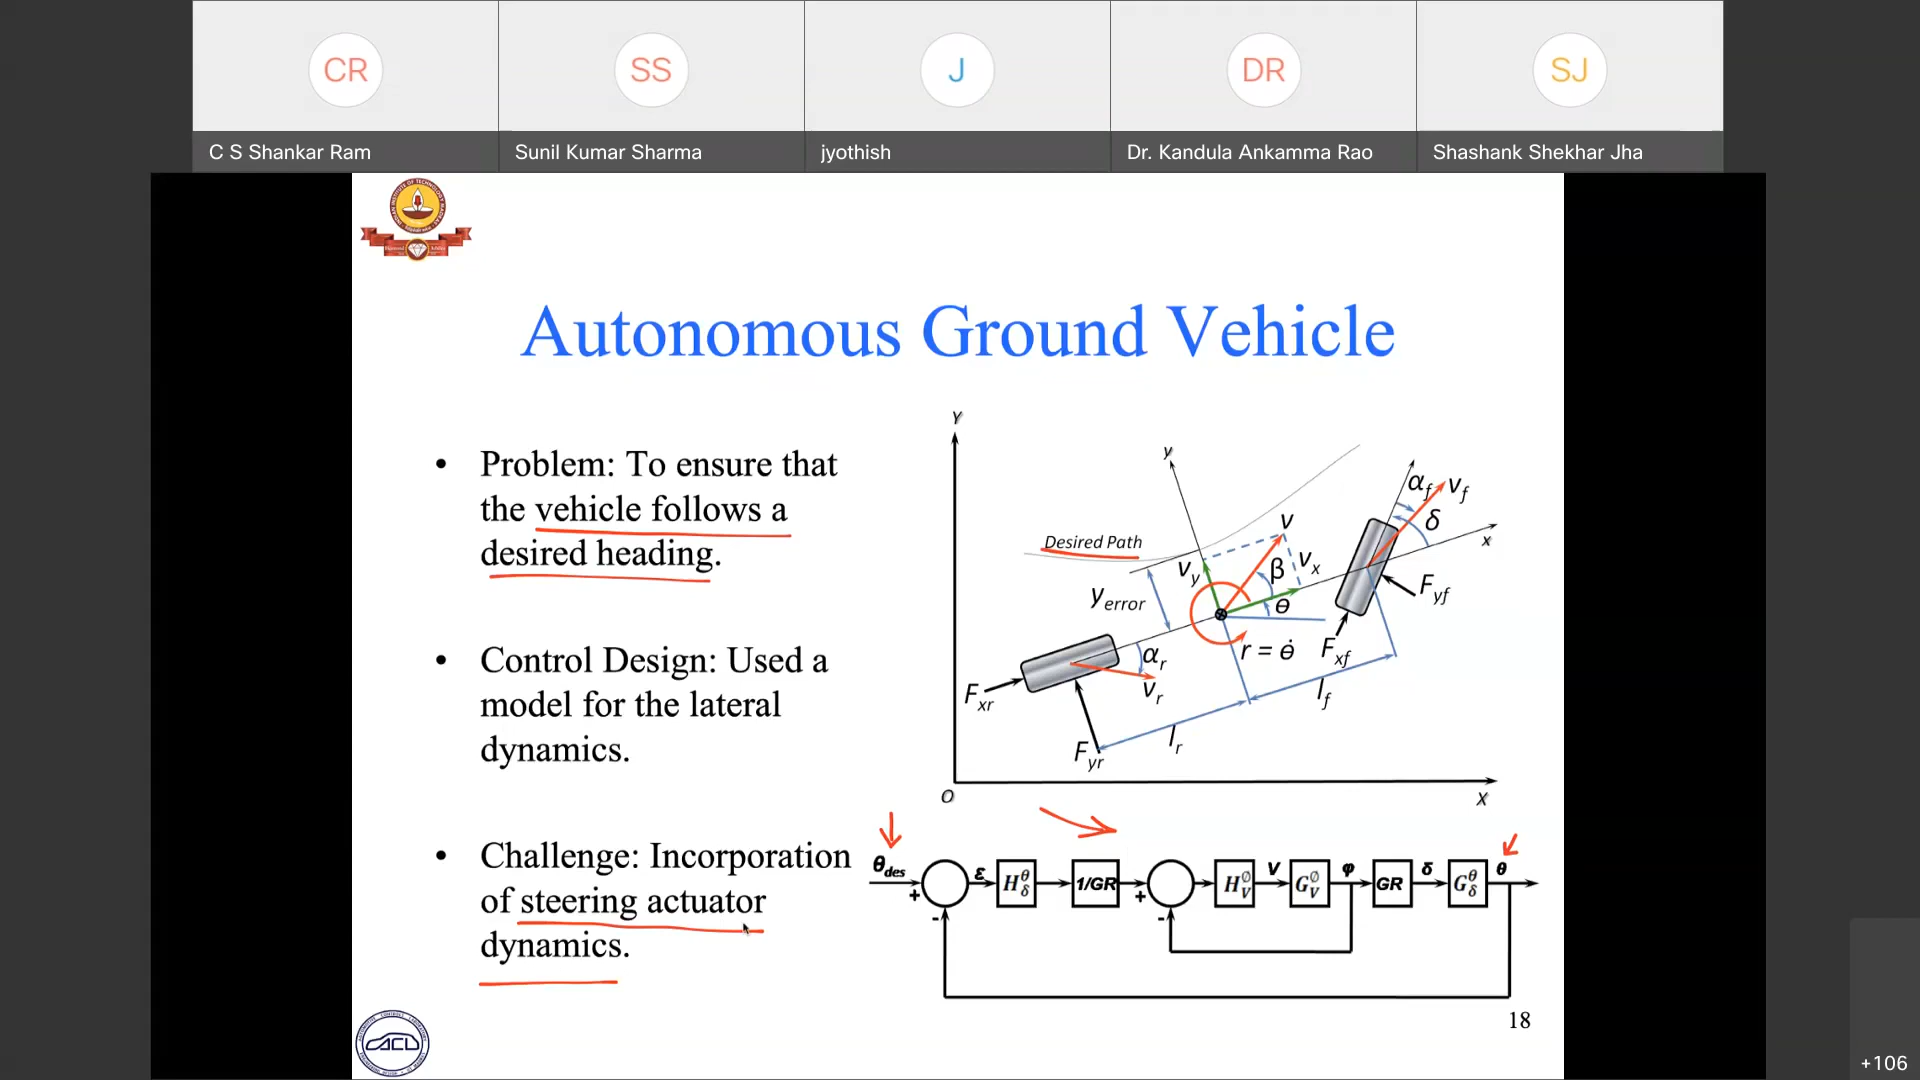 CR
SS
J
DR
SJ
C S Shankar Ram
Sunil Kumar Sharma
jyothish
Dr. Kandula Ankamma Rao
Shashank Shekhar Jha
Autonomous Ground Vehicle
• Problem: To ensure that
the vehicle follows a
desired heading.
• Control Design: Used a
model for the lateral
dynamics.
• Challenge: Incorporation
of steering actuator
dynamics.
Y
y
Desired Path
y_error
v_y
v
β
v_x
θ
r = θ̇
α_f
v_f
δ
x
F_yf
F_xf
l_f
α_r
v_r
F_xr
F_yr
l_r
O
X
θ_des
+
-
ε
H_δ^θ
1/GR
+
-
H_V^∅
V
G_V^∅
φ
GR
δ
G_δ^θ
θ
18
ACL
+106